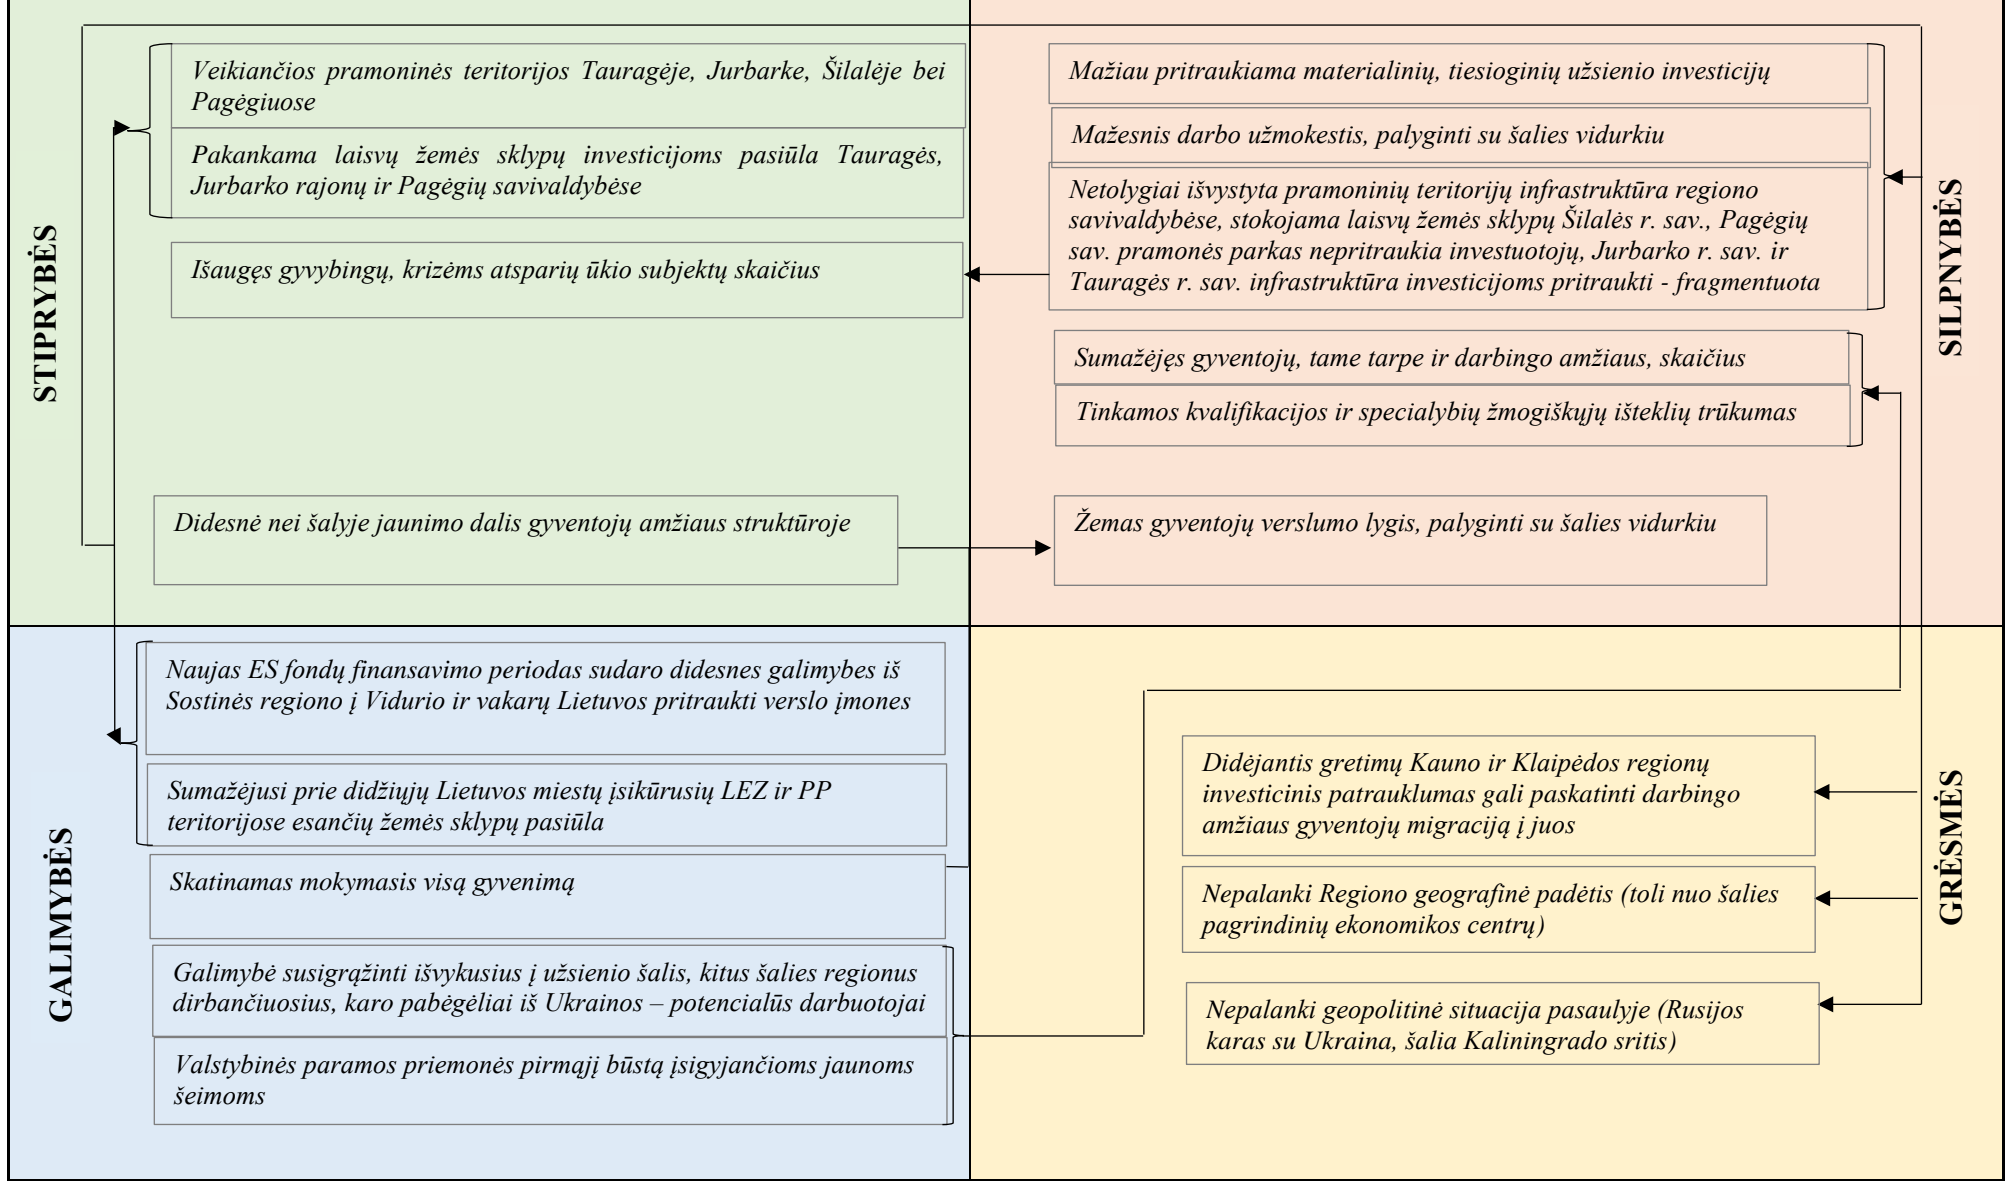 STIPRYBĖS
Veikiančios pramoninės teritorijos Tauragėje, Jurbarke, Šilalėje bei
Pagėgiuose
Pakankama laisvų žemės sklypų investicijoms pasiūla Tauragės,
Jurbarko rajonų ir Pagėgių savivaldybėse
Išaugęs gyvybingų, krizėms atsparių ūkio subjektų skaičius
Didesnė nei šalyje jaunimo dalis gyventojų amžiaus struktūroje
SILPNYBĖS
Mažiau pritraukiama materialinių, tiesioginių užsienio investicijų
Mažesnis darbo užmokestis, palyginti su šalies vidurkiu
Netolygiai išvystyta pramoninių teritorijų infrastruktūra regiono
savivaldybėse, stokojama laisvų žemės sklypų Šilalės r. sav., Pagėgių
sav. pramonės parkas nepritraukia investuotojų, Jurbarko r. sav. ir
Tauragės r. sav. infrastruktūra investicijoms pritraukti - fragmentuota
Sumažėjęs gyventojų, tame tarpe ir darbingo amžiaus, skaičius
Tinkamos kvalifikacijos ir specialybių žmogiškųjų išteklių trūkumas
Žemas gyventojų verslumo lygis, palyginti su šalies vidurkiu
GALIMYBĖS
Naujas ES fondų finansavimo periodas sudaro didesnes galimybes iš
Sostinės regiono į Vidurio ir vakarų Lietuvos pritraukti verslo įmones
Sumažėjusi prie didžiųjų Lietuvos miestų įsikūrusių LEZ ir PP
teritorijose esančių žemės sklypų pasiūla
Skatinamas mokymasis visą gyvenimą
Galimybė susigrąžinti išvykusius į užsienio šalis, kitus šalies regionus
dirbančiuosius, karo pabėgėliai iš Ukrainos – potencialūs darbuotojai
Valstybinės paramos priemonės pirmąjį būstą įsigyjančioms jaunoms
šeimoms
GRĖSMĖS
Didėjantis gretimų Kauno ir Klaipėdos regionų
investicinis patrauklumas gali paskatinti darbingo
amžiaus gyventojų migraciją į juos
Nepalanki Regiono geografinė padėtis (toli nuo šalies
pagrindinių ekonomikos centrų)
Nepalanki geopolitinė situacija pasaulyje (Rusijos
karas su Ukraina, šalia Kaliningrado sritis)